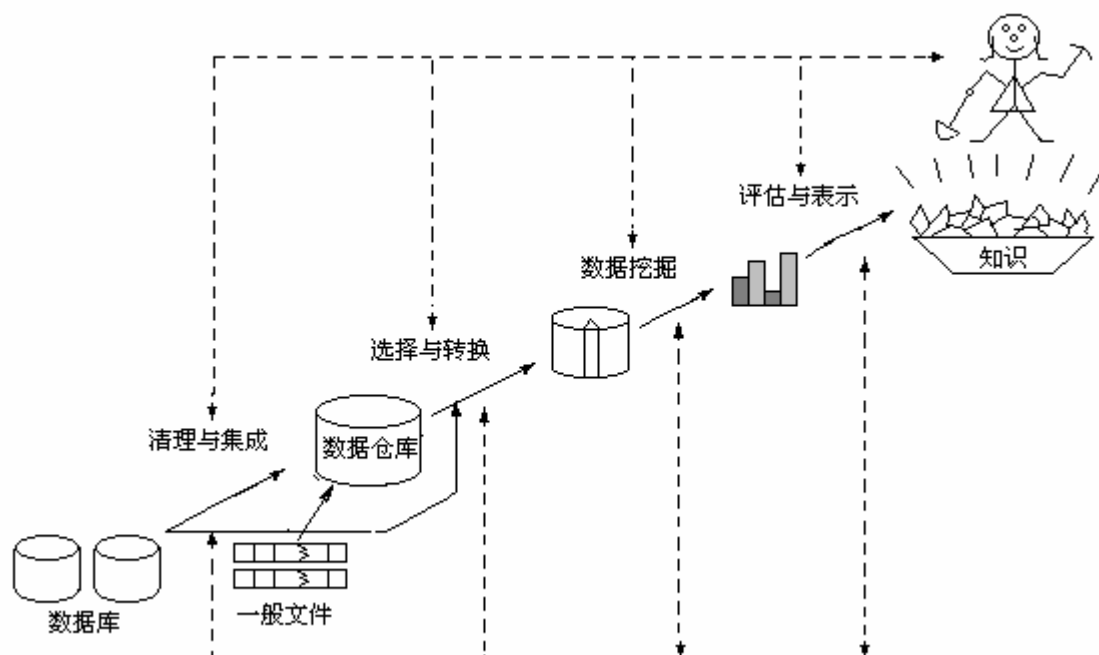 评估与表示
知识
数据挖掘
选择与转换
清理与集成
数据仓库
数据库
一般文件